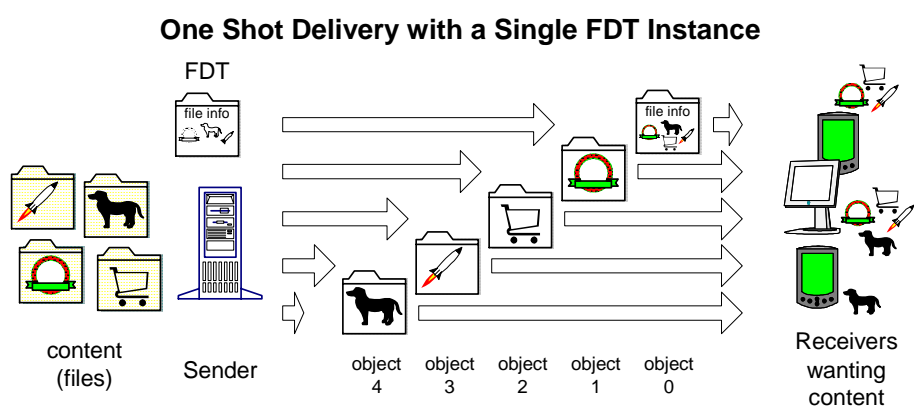 One Shot Delivery with a Single FDT Instance
FDT
file info
file info
content
(files)
Sender
object
4
object
3
object
2
object
1
object
0
Receivers
wanting
content